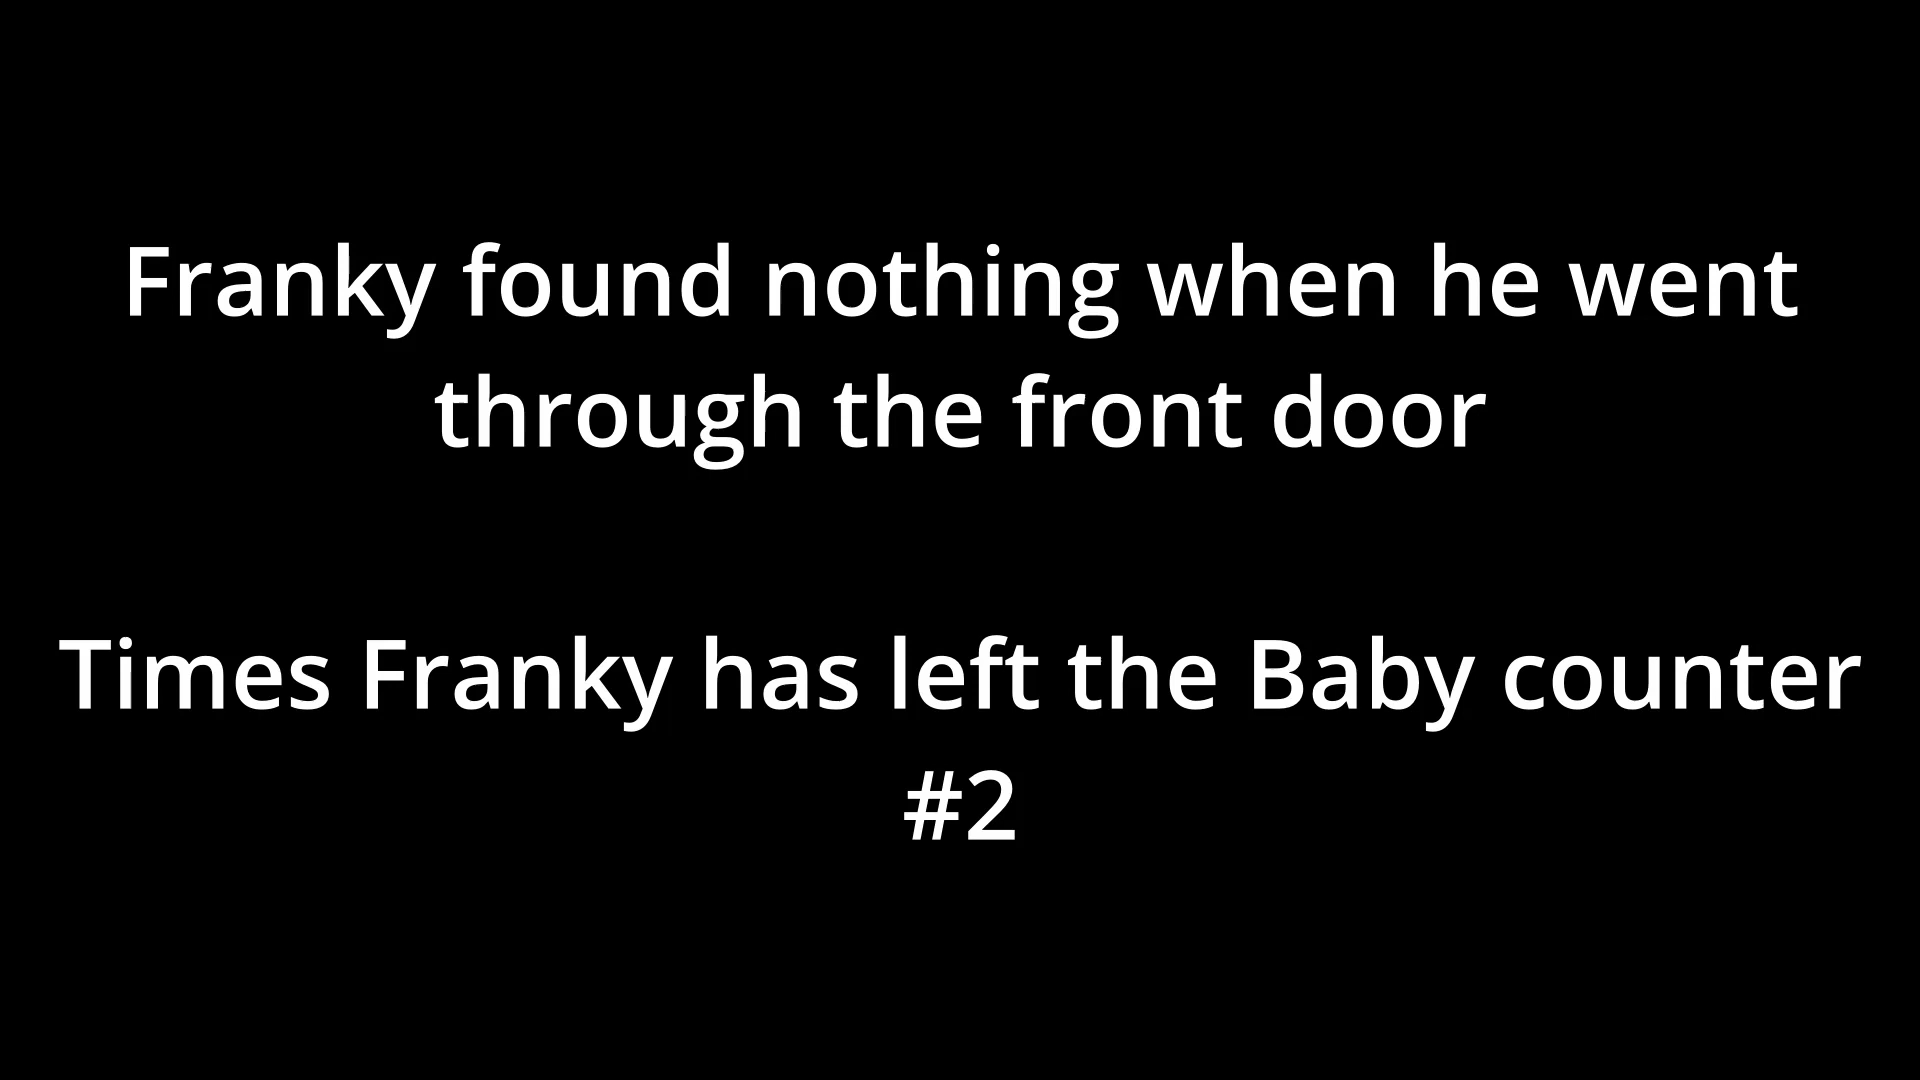 Franky found nothing when he went
through the front door
Times Franky has left the Baby counter
#2